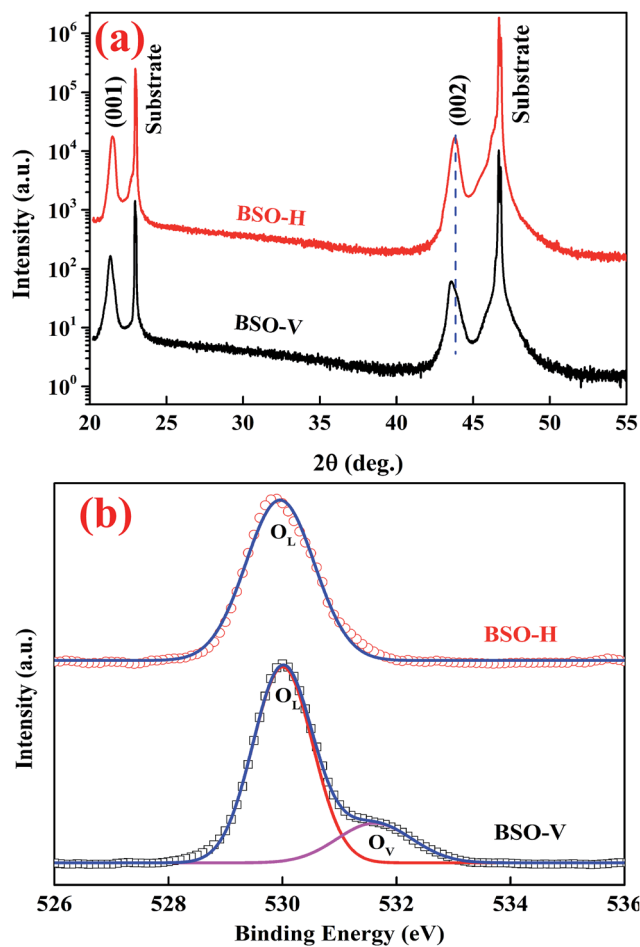 (a)
10⁶
10⁵
10⁴
10³
10²
10¹
10⁰
Intensity (a.u.)
(001)
Substrate
(002)
Substrate
BSO-H
BSO-V
20 25 30 35 40 45 50 55
2θ (deg.)
(b)
O_L
BSO-H
O_L
O_V
BSO-V
Intensity (a.u.)
526 528 530 532 534 536
Binding Energy (eV)